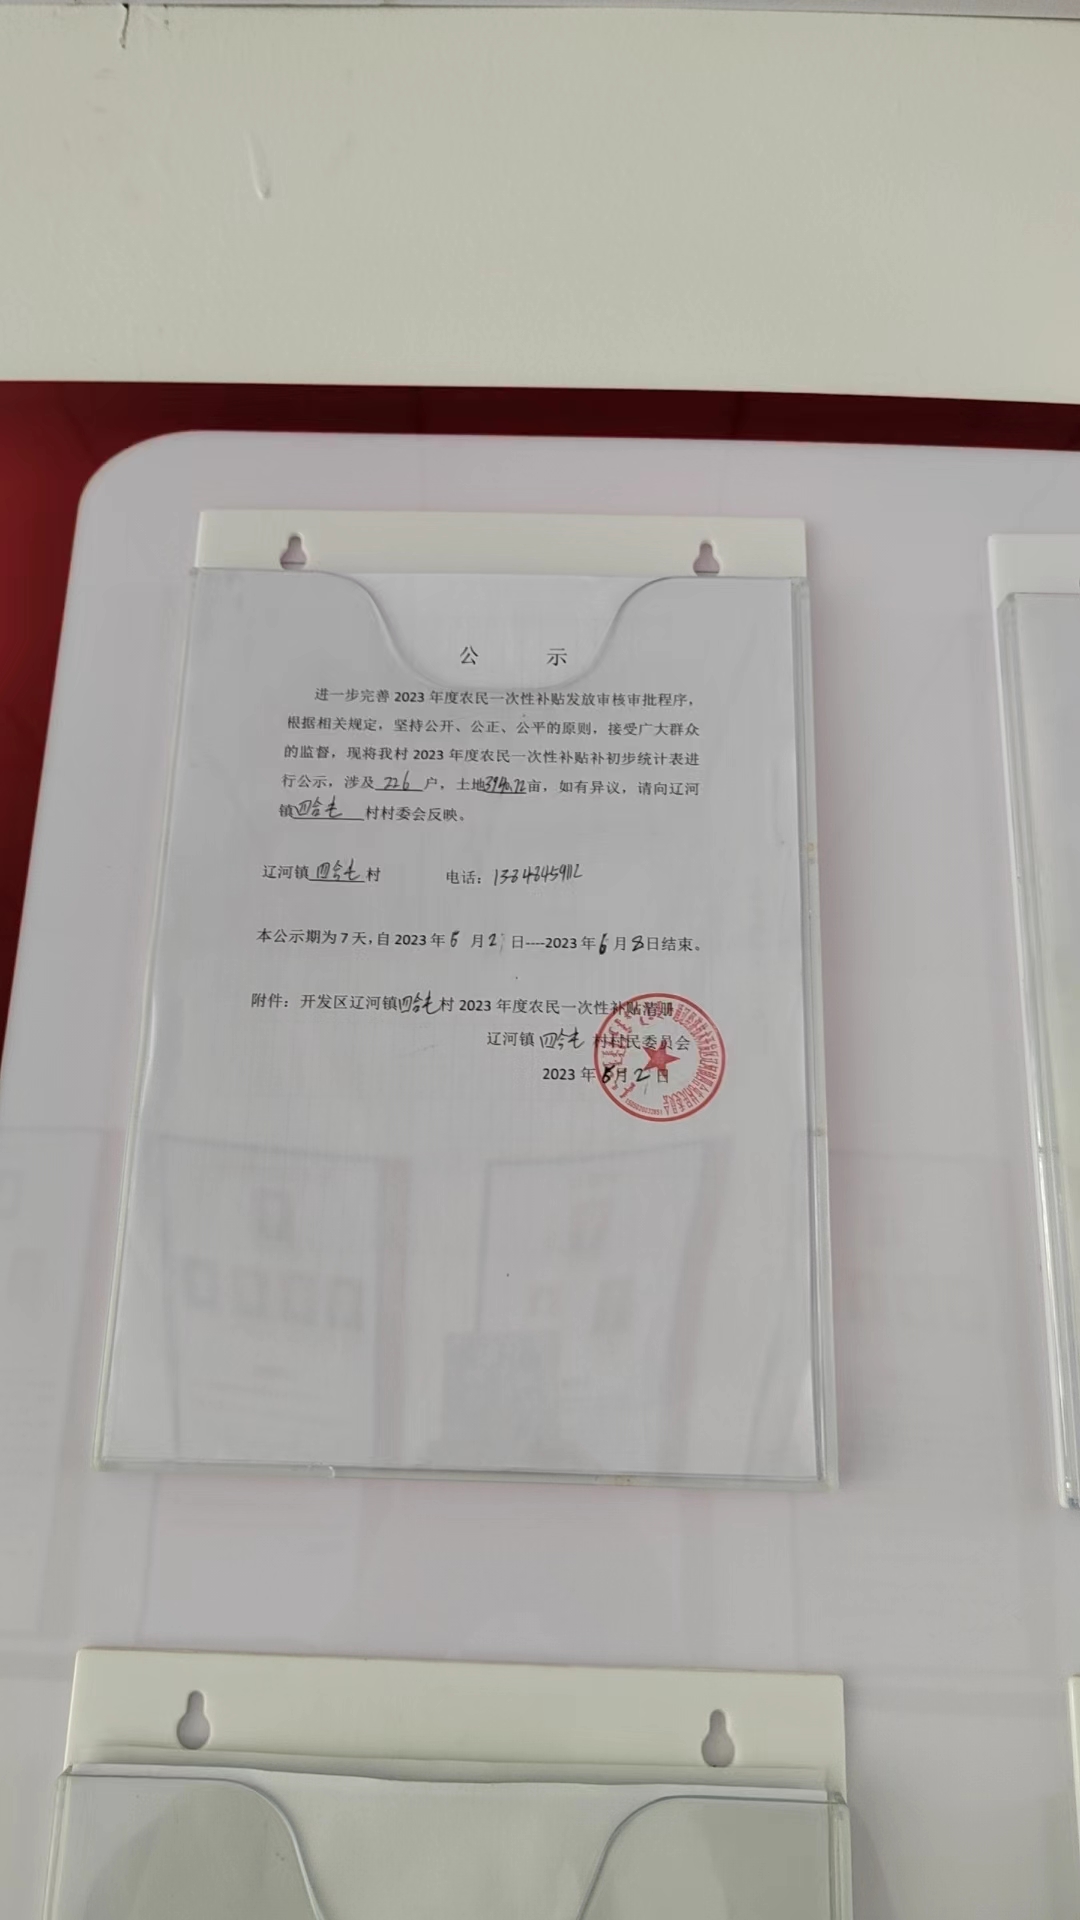 公 示
进一步完善2023年度农民一次性补贴发放审核审批程序，
根据相关规定，坚持公开、公正、公平的原则，接受广大群众
的监督，现将我村2023年度农民一次性补贴补初步统计表进
行公示，涉及 226 户，土地3940.72亩，如有异议，请向辽河
镇四合屯 村村委会反映。
辽河镇 四合屯 村 电话：13848459112
本公示期为7天，自2023年6月2日----2023年6月8日结束。
附件：开发区辽河镇四合屯村2023年度农民一次性补贴清册
辽河镇 四合屯 村村民委员会
2023年6月2日